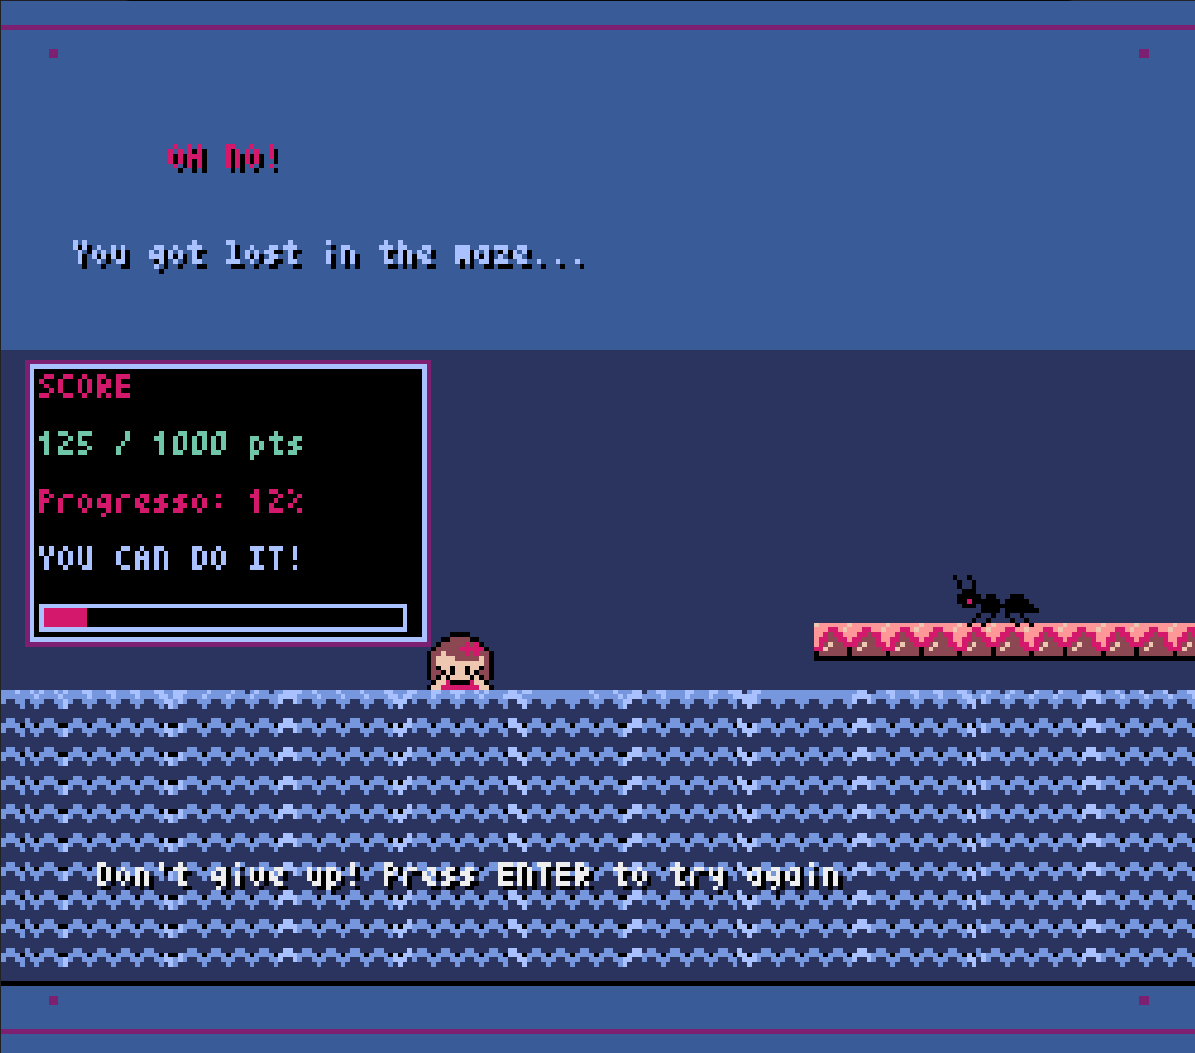 OH NO!
You got lost in the maze...
SCORE
125 / 1000 pts
Progresso: 12%
YOU CAN DO IT!
Don't give up! Press ENTER to try again